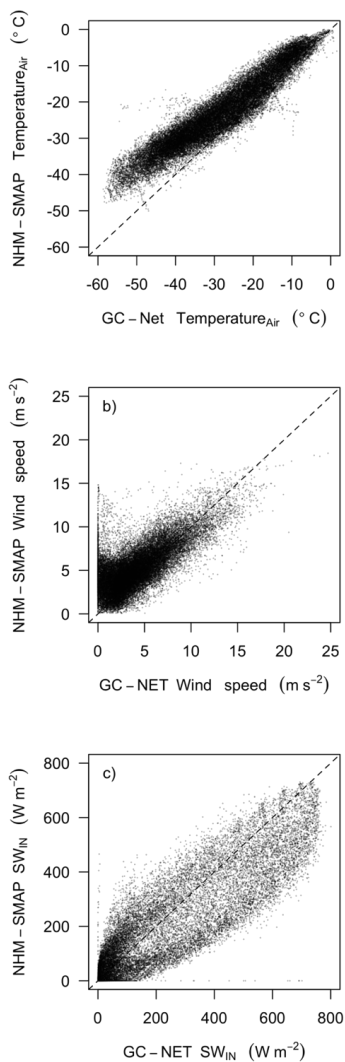 NHM – SMAP Temperature_Air (° C)
0
-10
-20
-30
-40
-50
-60
-60 -50 -40 -30 -20 -10 0
GC – Net Temperature_Air (° C)
NHM – SMAP Wind speed (m s⁻²)
b)
25
20
15
10
5
0
0 5 10 15 20 25
GC – NET Wind speed (m s⁻²)
NHM – SMAP SW_IN (W m⁻²)
c)
800
600
400
200
0
0 200 400 600 800
GC – NET SW_IN (W m⁻²)